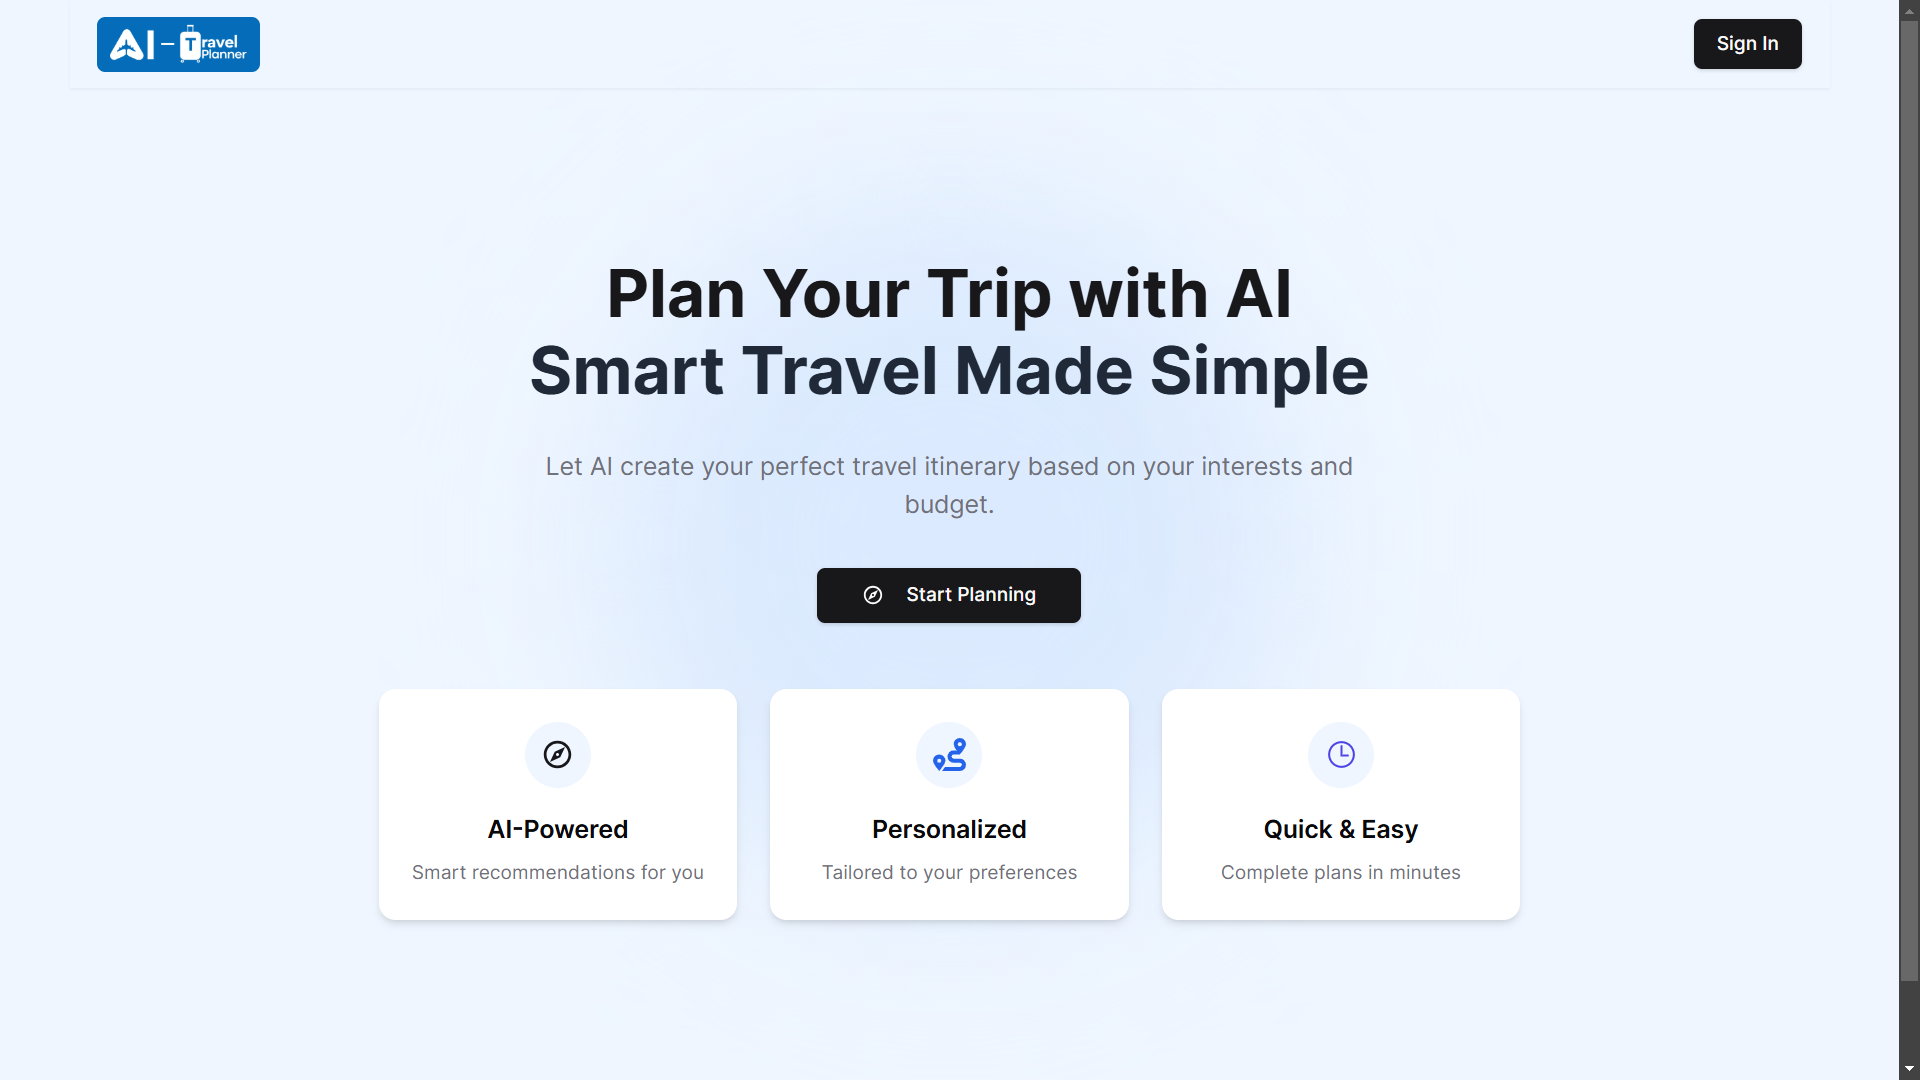 AI - Travel
Planner
Sign In
Plan Your Trip with AI
Smart Travel Made Simple
Let AI create your perfect travel itinerary based on your interests and
budget.
Start Planning
AI-Powered
Smart recommendations for you
Personalized
Tailored to your preferences
Quick & Easy
Complete plans in minutes